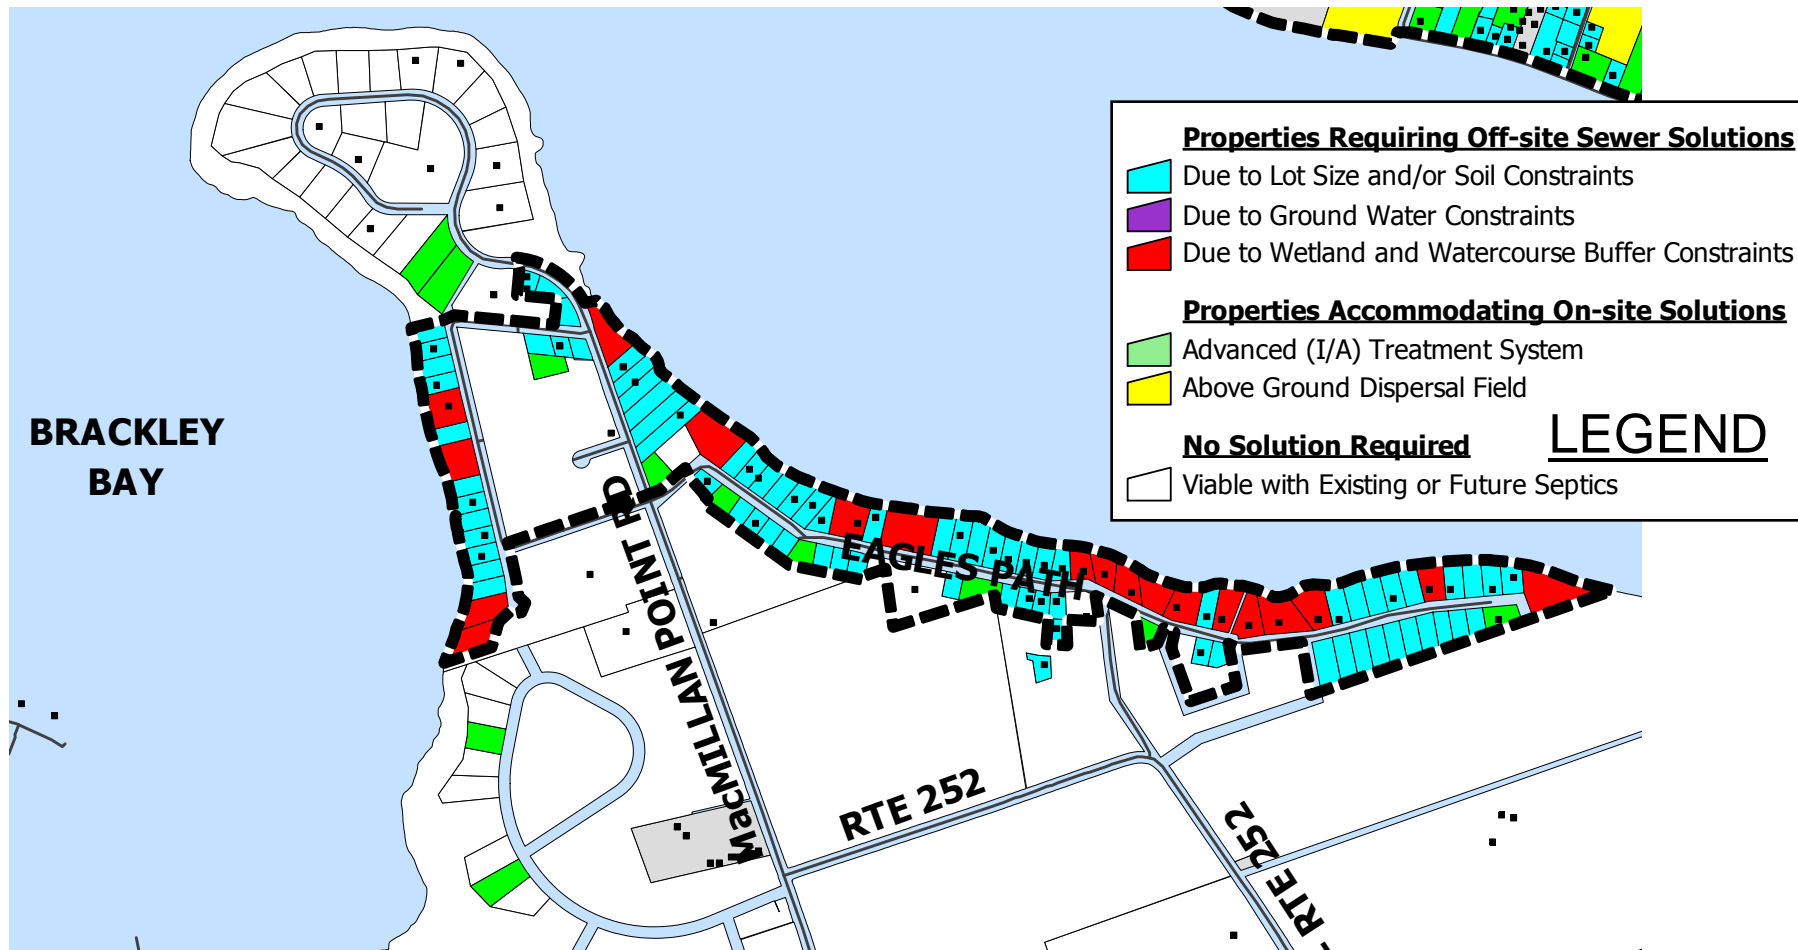 Properties Requiring Off-site Sewer Solutions
Due to Lot Size and/or Soil Constraints
Due to Ground Water Constraints
Due to Wetland and Watercourse Buffer Constraints
Properties Accommodating On-site Solutions
Advanced (I/A) Treatment System
Above Ground Dispersal Field
LEGEND
No Solution Required
Viable with Existing or Future Septics
BRACKLEY
BAY
MacMILLAN POINT RD
EAGLES PATH
RTE 252
RTE 252